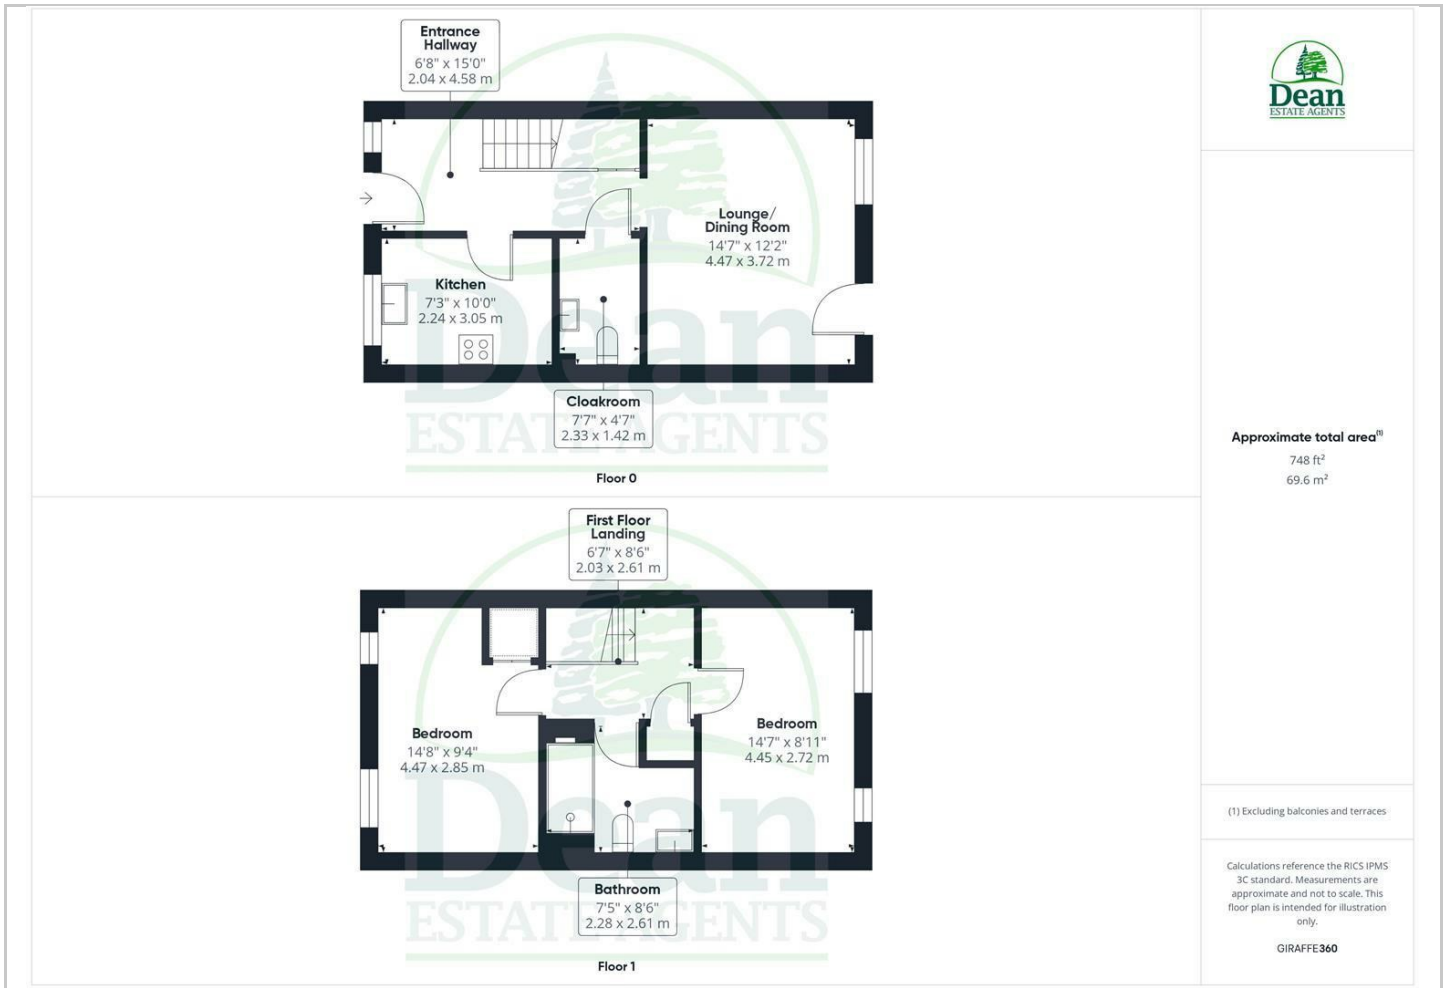 Entrance
Hallway
6'8" x 15'0"
2.04 x 4.58 m
Lounge/
Dining Room
14'7" x 12'2"
4.47 x 3.72 m
Kitchen
7'3" x 10'0"
2.24 x 3.05 m
Cloakroom
7'7" x 4'7"
2.33 x 1.42 m
Dean
ESTATE AGENTS
Floor 0
First Floor
Landing
6'7" x 8'6"
2.03 x 2.61 m
Bedroom
14'8" x 9'4"
4.47 x 2.85 m
Bedroom
14'7" x 8'11"
4.45 x 2.72 m
Bathroom
7'5" x 8'6"
2.28 x 2.61 m
Dean
ESTATE AGENTS
Floor 1
Dean
ESTATE AGENTS
Approximate total area⁽¹⁾
748 ft²
69.6 m²
(1) Excluding balconies and terraces
Calculations reference the RICS IPMS
3C standard. Measurements are
approximate and not to scale. This
floor plan is intended for illustration
only.
GIRAFFE360